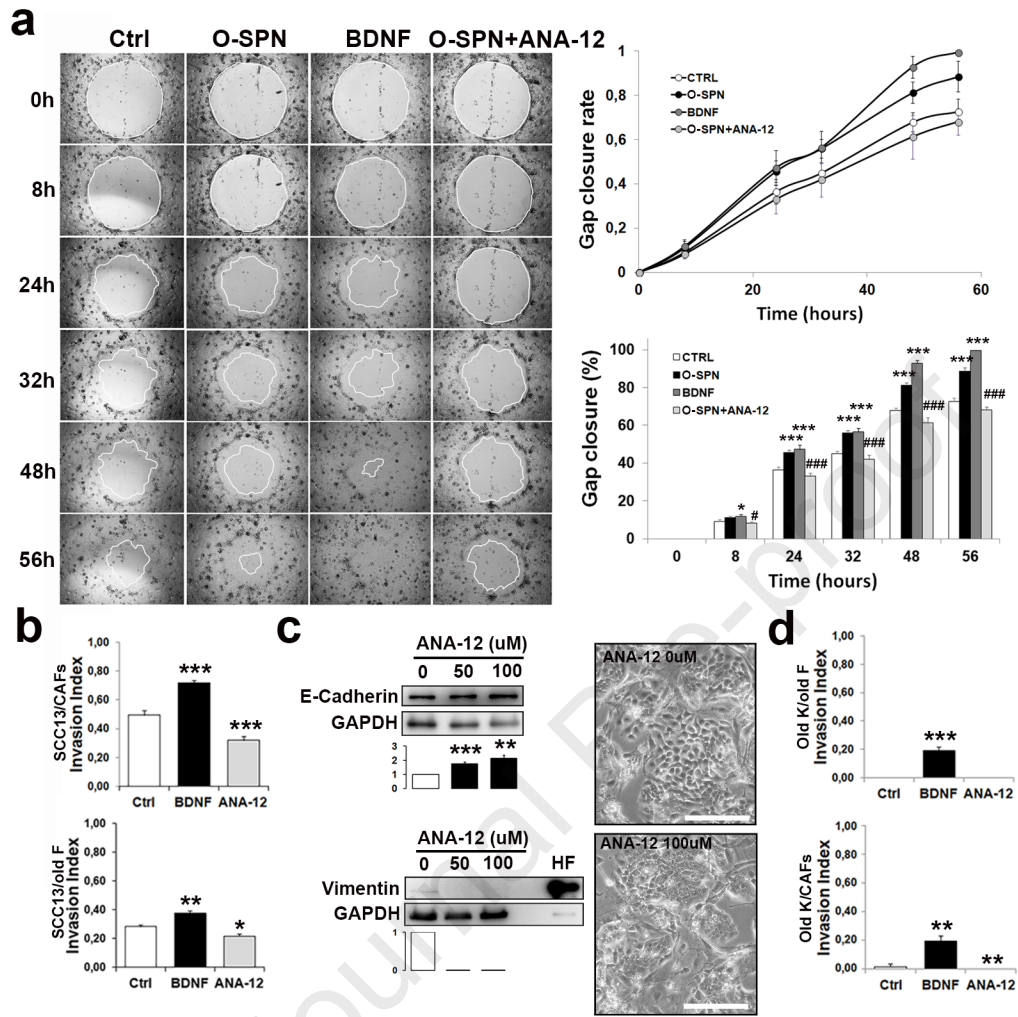 a
Ctrl O-SPN BDNF O-SPN+ANA-12
0h
8h
24h
32h
48h
56h
Gap closure rate
1
0,8
0,6
0,4
0,2
0
CTRL
O-SPN
BDNF
O-SPN+ANA-12
0 20 40 60
Time (hours)
Gap closure (%)
100
80
60
40
20
0
CTRL
O-SPN
BDNF
O-SPN+ANA-12
* #
*** *** ###
*** *** ###
*** *** ###
*** *** ###
0 8 24 32 48 56
Time (hours)
b
SCC13/CAFs
Invasion Index
1,00
0,80
0,60
0,40
0,20
0,00
*** ***
Ctrl BDNF ANA-12
SCC13/old F
Invasion Index
1,00
0,80
0,60
0,40
0,20
0,00
** *
Ctrl BDNF ANA-12
c
ANA-12 (uM)
0 50 100
E-Cadherin
GAPDH
3
2
1
0
*** **
ANA-12 (uM)
0 50 100 HF
Vimentin
GAPDH
1
0
ANA-12 0uM
ANA-12 100uM
d
Old K/old F
Invasion Index
1,00
0,80
0,60
0,40
0,20
0,00
***
Ctrl BDNF ANA-12
Old K/CAFs
Invasion Index
1,00
0,80
0,60
0,40
0,20
0,00
** **
Ctrl BDNF ANA-12
Journal Pre-proof